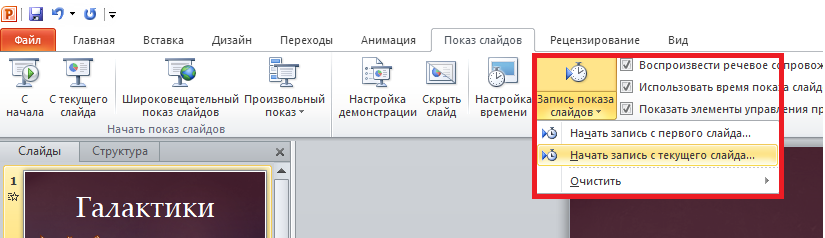 Файл Главная Вставка Дизайн Переходы Анимация Показ слайдов Рецензирование Вид
С начала
С текущего слайда
Широковещательный показ слайдов
Произвольный показ
Настройка демонстрации
Скрыть слайд
Настройка времени
Запись показа слайдов
Воспроизвести речевое сопровож
Использовать время показа слайд
Показать элементы управления пр
Начать показ слайдов
Начать запись с первого слайда...
Начать запись с текущего слайда...
Очистить
Слайды Структура
1
Галактики